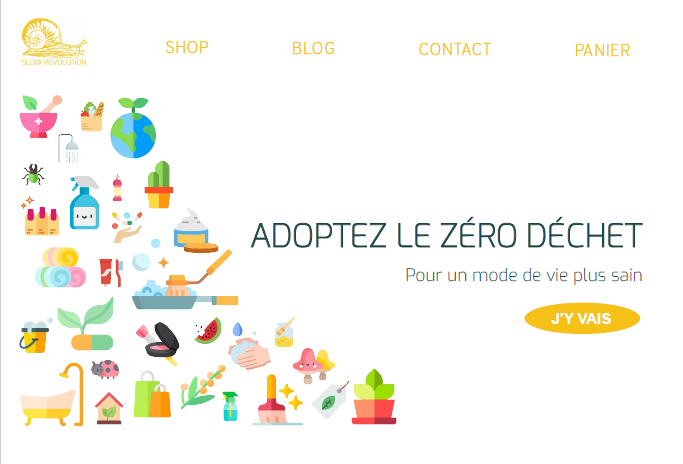 SLOW REVOLUTION
SHOP
BLOG
CONTACT
PANIER
ADOPTEZ LE ZÉRO DÉCHET
Pour un mode de vie plus sain
J'Y VAIS